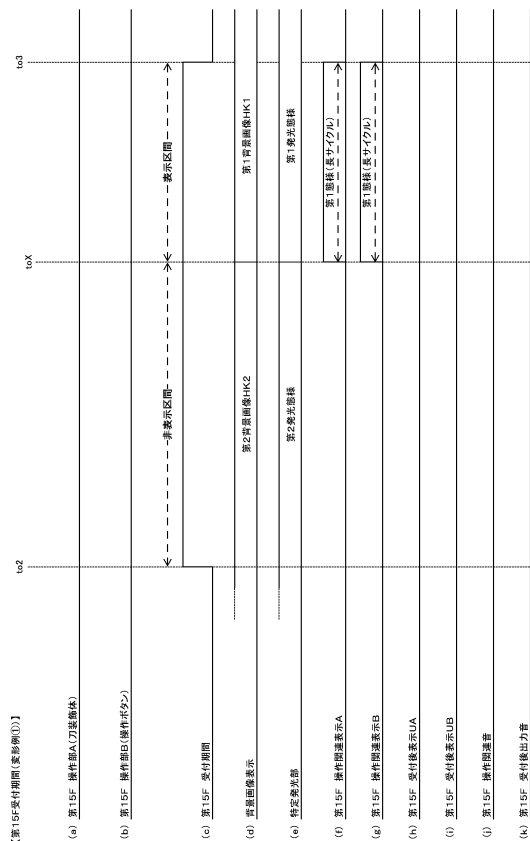 【第15F受付期間(変形例①)】
to2
toX
to3
(a) 第15F 操作部A(刀装飾体)
(b) 第15F 操作部B(操作ボタン)
非表示区間
表示区間
(c) 第15F 受付期間
(d) 背景画像表示
第2背景画像HK2
第1背景画像HK1
(e) 特定発光部
第2発光態様
第1発光態様
(f) 第15F 操作関連表示A
第1態様(長サイクル)
(g) 第15F 操作関連表示B
第1態様(長サイクル)
(h) 第15F 受付後表示UA
(i) 第15F 受付後表示UB
(j) 第15F 操作関連音
(k) 第15F 受付後出力音